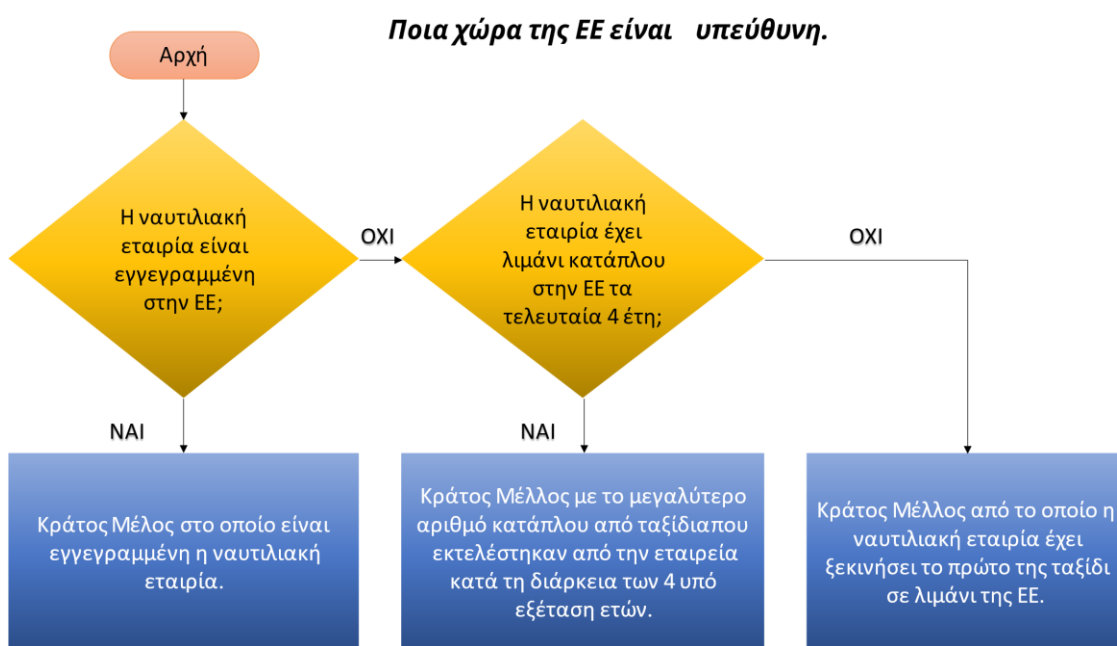 Ποια χώρα της ΕΕ είναι υπεύθυνη.
Αρχή
Η ναυτιλιακή
εταιρία είναι
εγγεγραμμένη
στην ΕΕ;
ΟΧΙ
Η ναυτιλιακή
εταιρία έχει
λιμάνι κατάπλου
στην ΕΕ τα
τελευταία 4 έτη;
ΟΧΙ
ΝΑΙ
ΝΑΙ
Κράτος Μέλος στο οποίο είναι
εγγεγραμμένη η ναυτιλιακή
εταιρία.
Κράτος Μέλλος με το μεγαλύτερο
αριθμό κατάπλου από ταξίδιαπου
εκτελέστηκαν από την εταιρεία
κατά τη διάρκεια των 4 υπό
εξέταση ετών.
Κράτος Μέλλος από το οποίο η
ναυτιλιακή εταιρία έχει
ξεκινήσει το πρώτο της ταξίδι
σε λιμάνι της ΕΕ.